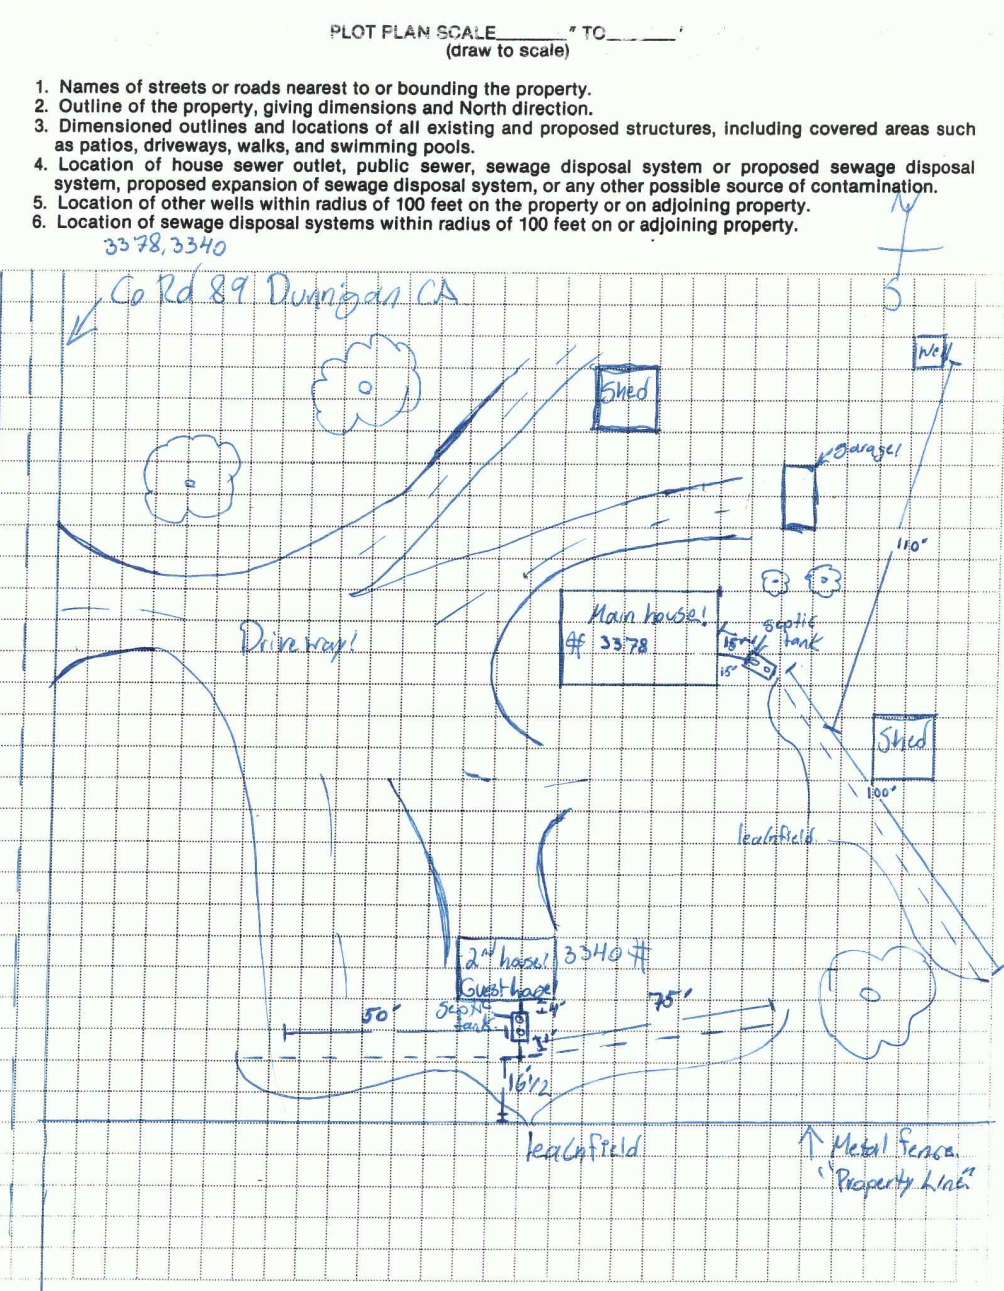 PLOT PLAN SCALE________" TO_______'
(draw to scale)
1. Names of streets or roads nearest to or bounding the property.
2. Outline of the property, giving dimensions and North direction.
3. Dimensioned outlines and locations of all existing and proposed structures, including covered areas such
as patios, driveways, walks, and swimming pools.
4. Location of house sewer outlet, public sewer, sewage disposal system or proposed sewage disposal
system, proposed expansion of sewage disposal system, or any other possible source of contamination.
5. Location of other wells within radius of 100 feet on the property or on adjoining property.
6. Location of sewage disposal systems within radius of 100 feet on or adjoining property.
N
3378, 3340
S
Co Rd 89 Dunnigan CA
Well
Shed
garage!
110'
Main house!
# 3378
septic
tank
15'
15'
Driveway!
Shed
100'
leachfield
2nd house!
3340 #
Guest house
septic
tank
4'
50'
75'
16 1/2
leachfield
Metal fence.
"Property Line"